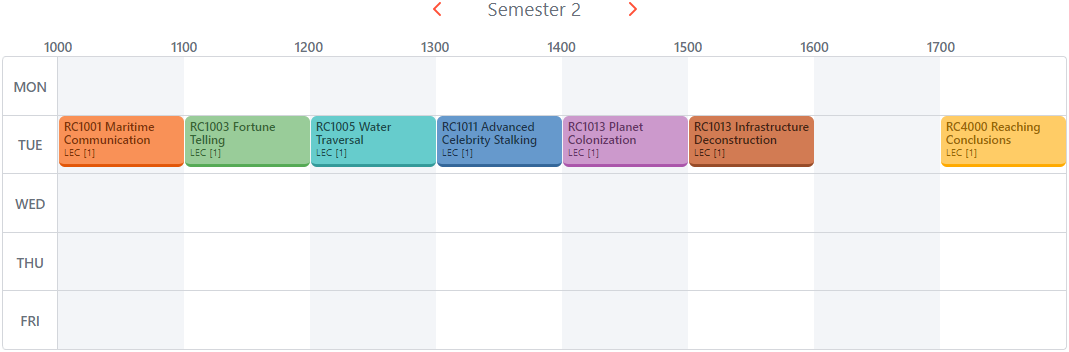 Semester 2
1000 1100 1200 1300 1400 1500 1600 1700
MON
TUE
RC1001 Maritime
Communication
LEC [1]
RC1003 Fortune
Telling
LEC [1]
RC1005 Water
Traversal
LEC [1]
RC1011 Advanced
Celebrity Stalking
LEC [1]
RC1013 Planet
Colonization
LEC [1]
RC1013 Infrastructure
Deconstruction
LEC [1]
RC4000 Reaching
Conclusions
LEC [1]
WED
THU
FRI